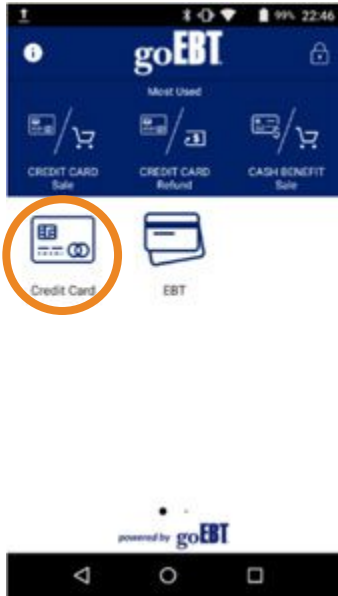 99% 22:46
goEBT
Most Used
CREDIT CARD
Sale
CREDIT CARD
Refund
CASH BENEFIT
Sale
Credit Card
EBT
powered by goEBT